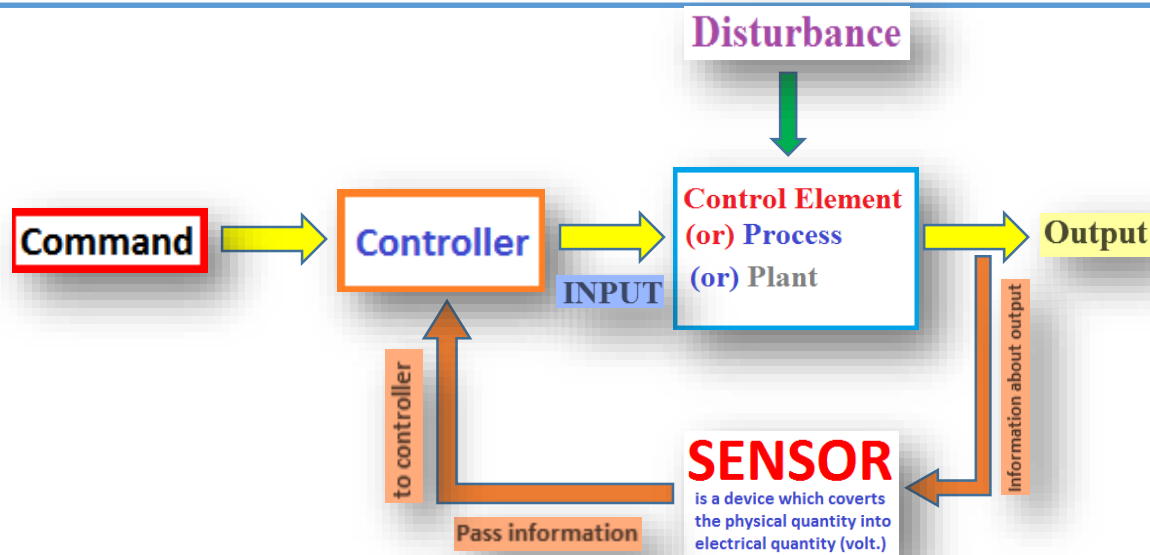 Disturbance
Command
Controller
INPUT
Control Element
(or) Process
(or) Plant
Output
Information about output
SENSOR
is a device which coverts
the physical quantity into
electrical quantity (volt.)
Pass information
to controller